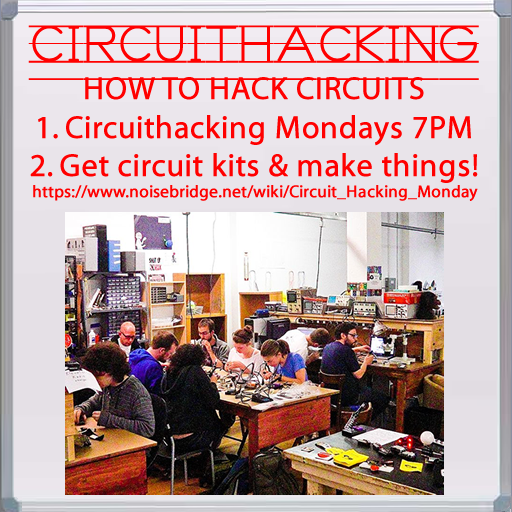 CIRCUITHACKING
HOW TO HACK CIRCUITS
1. Circuithacking Mondays 7PM
2. Get circuit kits & make things!
https://www.noisebridge.net/wiki/Circuit_Hacking_Monday